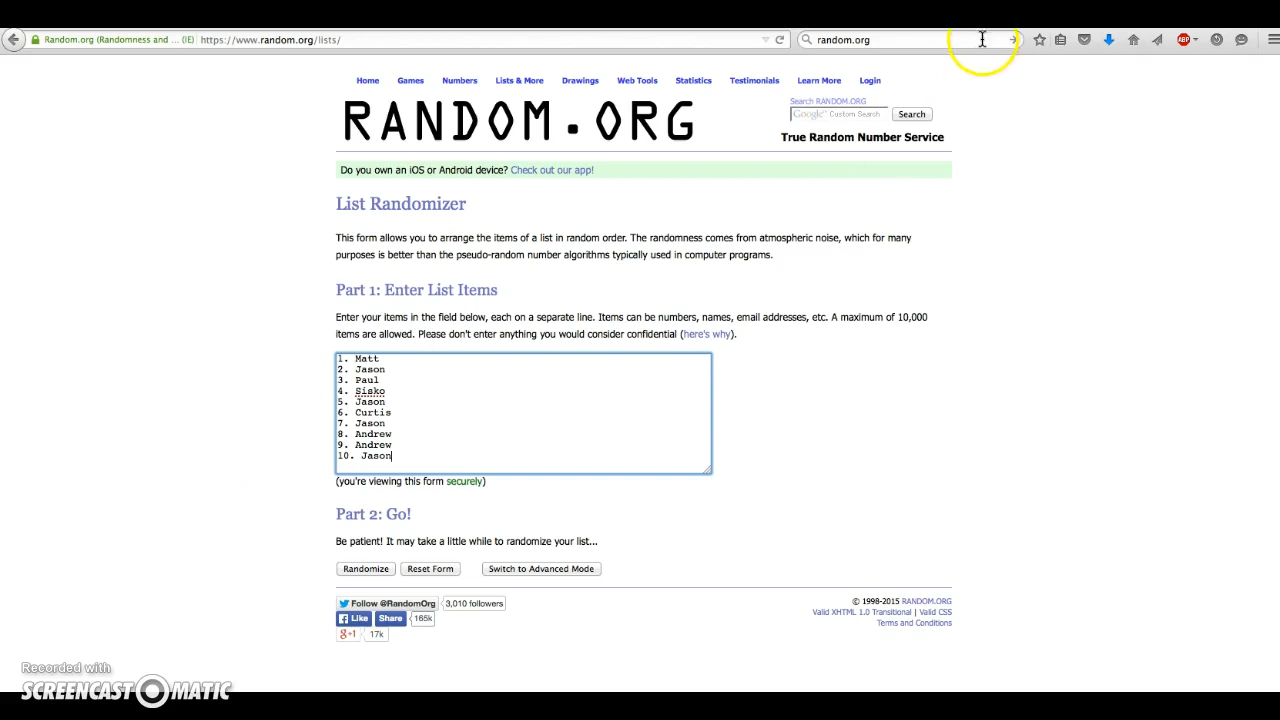 Random.org (Randomness and ... (IE) https://www.random.org/lists/ random.org ABP
Home Games Numbers Lists & More Drawings Web Tools Statistics Testimonials Learn More Login
RANDOM.ORG
Search RANDOM.ORG
Google™ Custom Search Search
True Random Number Service
Do you own an iOS or Android device? Check out our app!
List Randomizer
This form allows you to arrange the items of a list in random order. The randomness comes from atmospheric noise, which for many
purposes is better than the pseudo-random number algorithms typically used in computer programs.
Part 1: Enter List Items
Enter your items in the field below, each on a separate line. Items can be numbers, names, email addresses, etc. A maximum of 10,000
items are allowed. Please don't enter anything you would consider confidential (here's why).
1. Matt
2. Jason
3. Paul
4. Sisko
5. Jason
6. Curtis
7. Jason
8. Andrew
9. Andrew
10. Jason
(you're viewing this form securely)
Part 2: Go!
Be patient! It may take a little while to randomize your list...
Randomize Reset Form Switch to Advanced Mode
Follow @RandomOrg 3,010 followers
Like Share 165k
g+1 17k
© 1998-2015 RANDOM.ORG
Valid XHTML 1.0 Transitional | Valid CSS
Terms and Conditions
Recorded with
SCREENCAST-O-MATIC